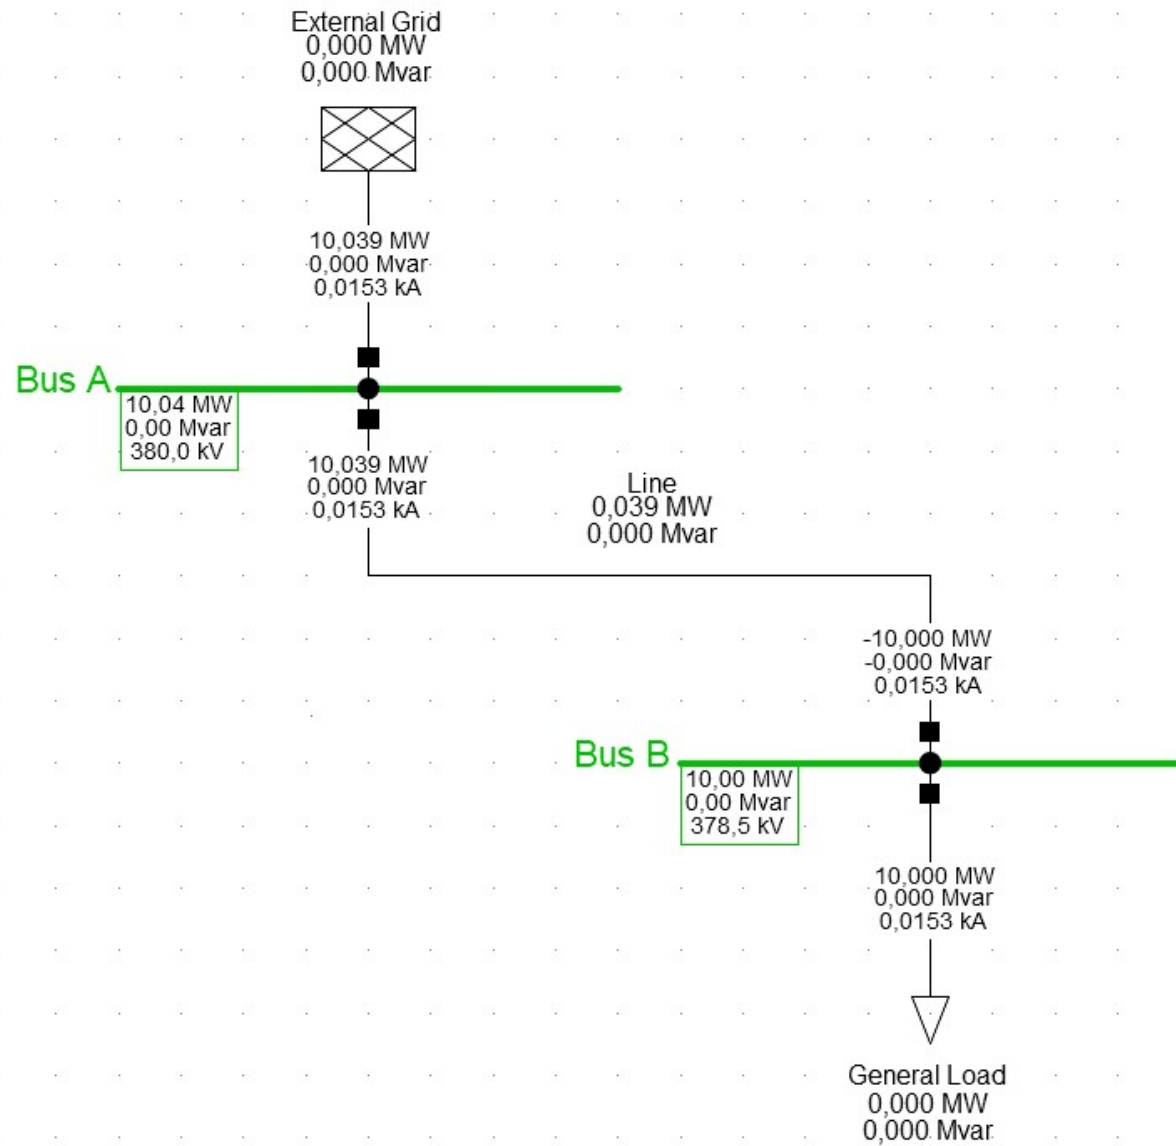 External Grid
0,000 MW
0,000 Mvar
10,039 MW
0,000 Mvar
0,0153 kA
Bus A
10,04 MW
0,00 Mvar
380,0 kV
10,039 MW
0,000 Mvar
0,0153 kA
Line
0,039 MW
0,000 Mvar
-10,000 MW
-0,000 Mvar
0,0153 kA
Bus B
10,00 MW
0,00 Mvar
378,5 kV
10,000 MW
0,000 Mvar
0,0153 kA
General Load
0,000 MW
0,000 Mvar